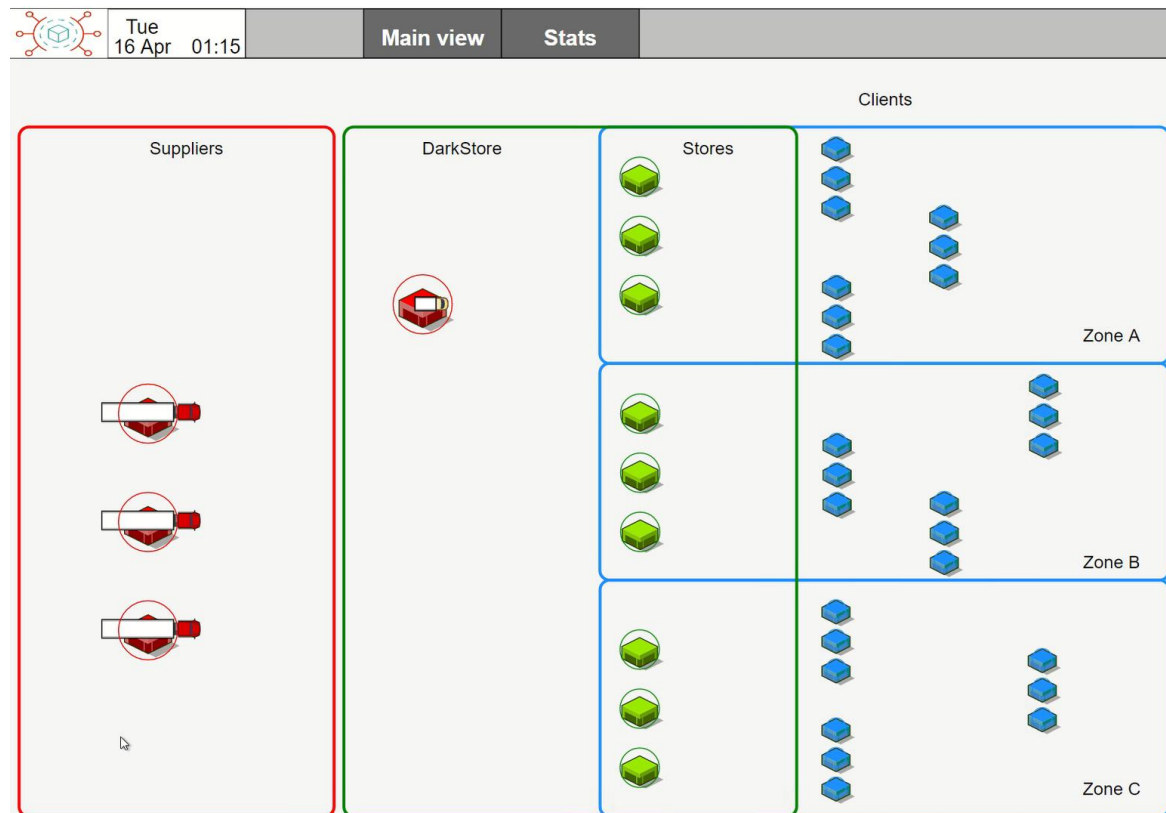 Tue
16 Apr 01:15
Main view
Stats
Clients
Suppliers
DarkStore
Stores
Zone A
Zone B
Zone C